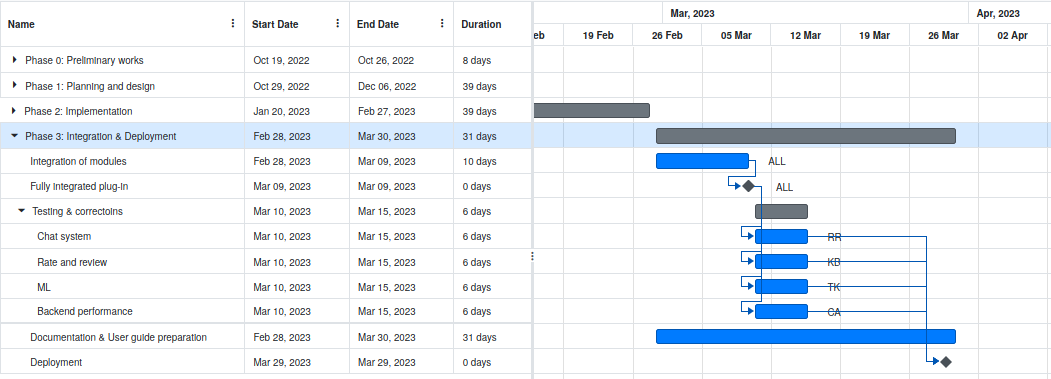 Name Start Date End Date Duration Mar, 2023 Apr, 2023
eb 19 Feb 26 Feb 05 Mar 12 Mar 19 Mar 26 Mar 02 Apr
Phase 0: Preliminary works Oct 19, 2022 Oct 26, 2022 8 days
Phase 1: Planning and design Oct 29, 2022 Dec 06, 2022 39 days
Phase 2: Implementation Jan 20, 2023 Feb 27, 2023 39 days
Phase 3: Integration & Deployment Feb 28, 2023 Mar 30, 2023 31 days
Integration of modules Feb 28, 2023 Mar 09, 2023 10 days ALL
Fully Integrated plug-in Mar 09, 2023 Mar 09, 2023 0 days ALL
Testing & correctoins Mar 10, 2023 Mar 15, 2023 6 days
Chat system Mar 10, 2023 Mar 15, 2023 6 days RR
Rate and review Mar 10, 2023 Mar 15, 2023 6 days KB
ML Mar 10, 2023 Mar 15, 2023 6 days TK
Backend performance Mar 10, 2023 Mar 15, 2023 6 days CA
Documentation & User guide preparation Feb 28, 2023 Mar 30, 2023 31 days
Deployment Mar 29, 2023 Mar 29, 2023 0 days